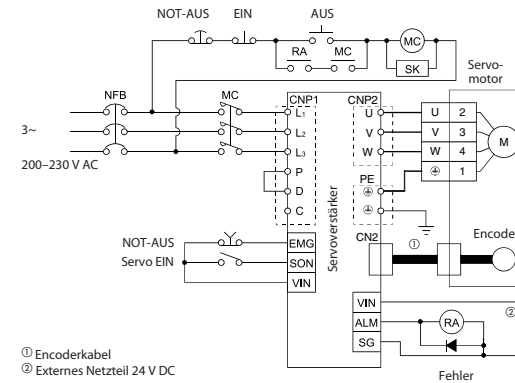 NOT-AUS EIN AUS
RA MC
MC
SK
NFB MC
CNP1 CNP2
Servo-
motor
3~
200–230 V AC
L1 U U 2
L2 V V 3
L3 W W 4
M
P PE 1
D
C
Servoverstärker
NOT-AUS EMG
Servo EIN SON
VIN
CN2 ① Encode
VIN ②
ALM RA
SG
Fehler
① Encoderkabel
② Externes Netzteil 24 V DC